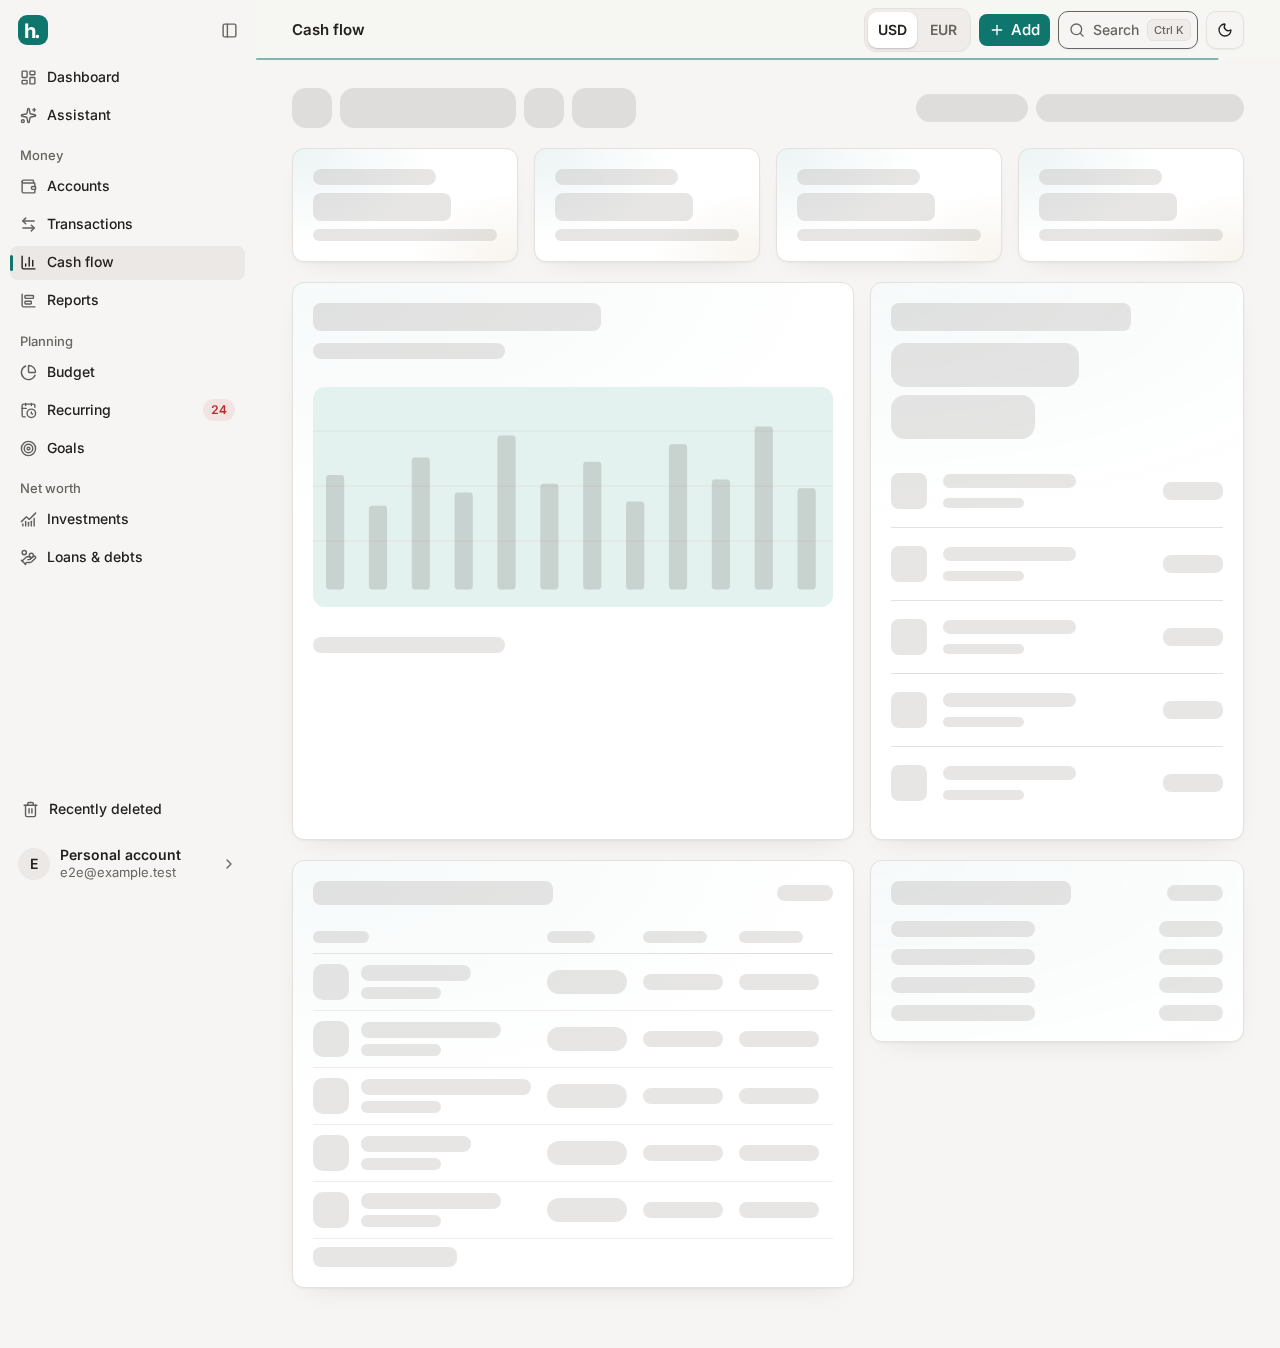 h.
Dashboard
Assistant
Money
Accounts
Transactions
Cash flow
Reports
Planning
Budget
Recurring 24
Goals
Net worth
Investments
Loans & debts
Recently deleted
E
Personal account
e2e@example.test
Cash flow
USD EUR
Add
Search Ctrl K